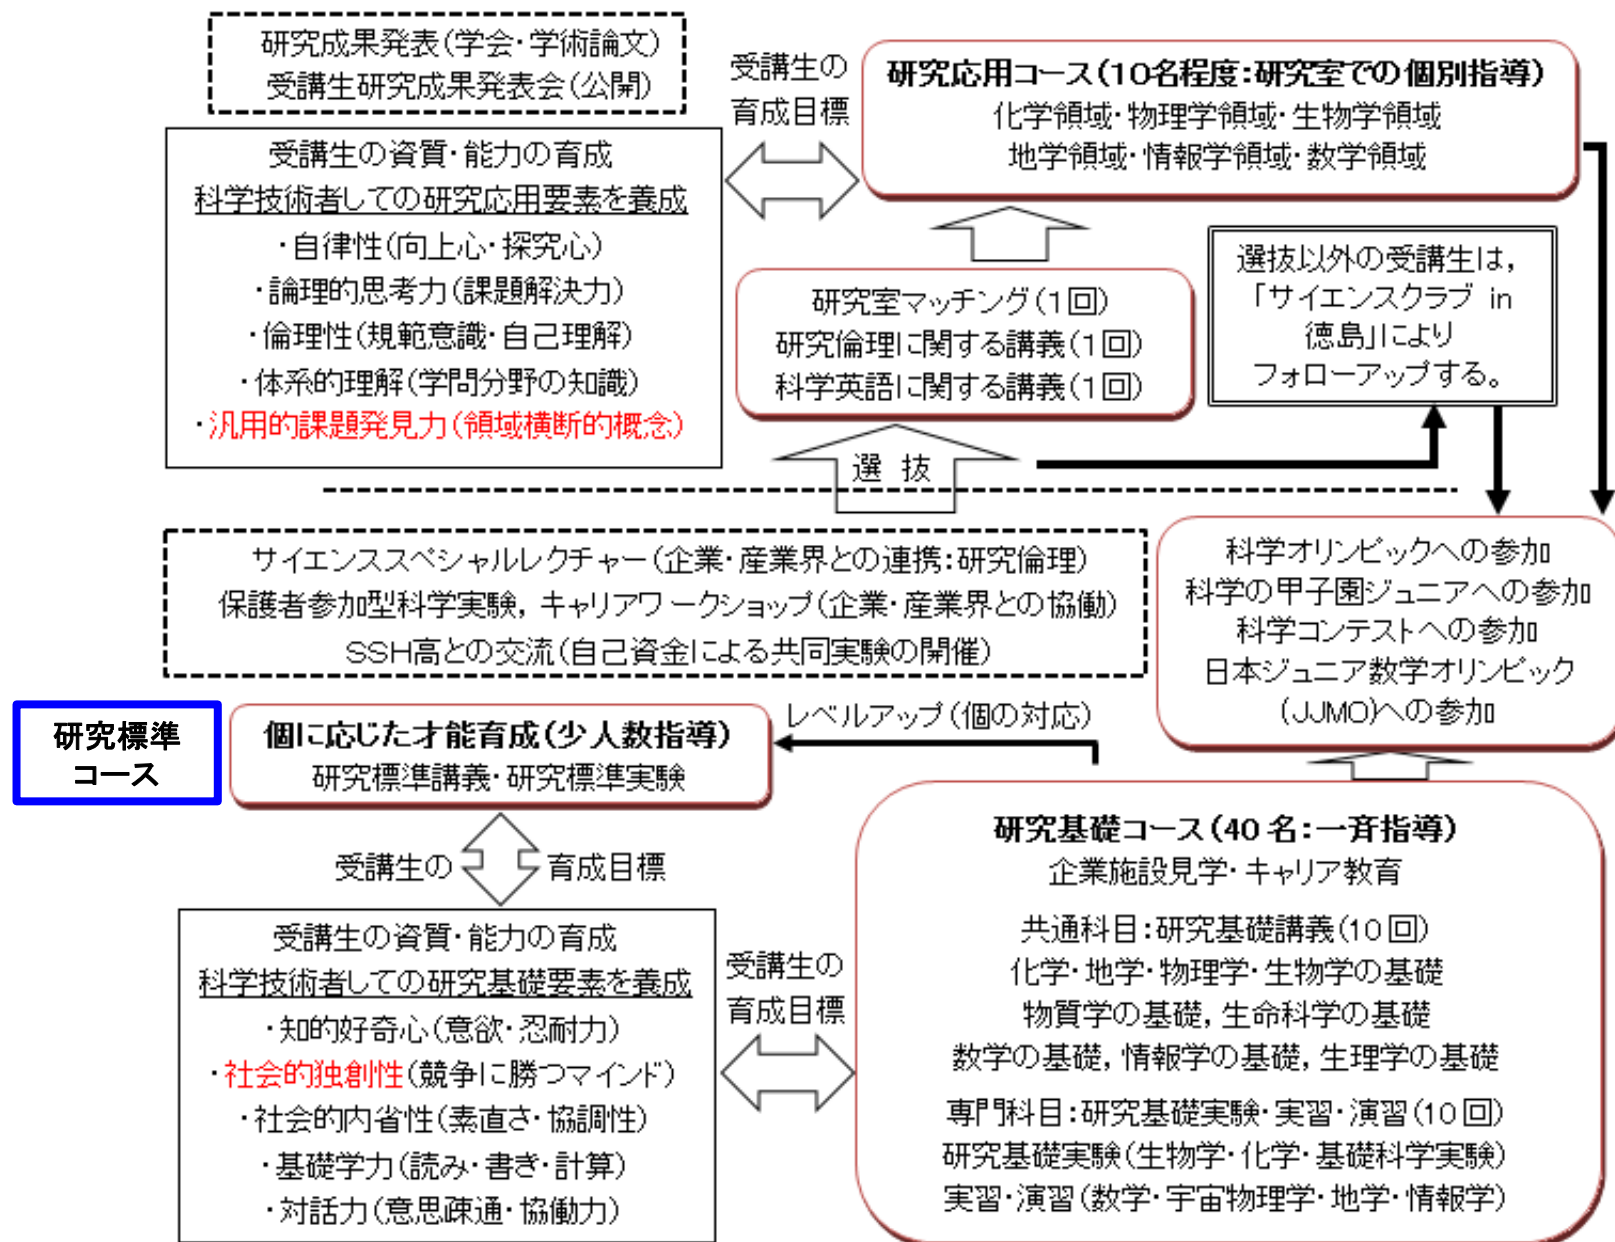 研究成果発表(学会・学術論文)
受講生研究成果発表会(公開)
受講生の
育成目標
研究応用コース(10名程度:研究室での個別指導)
化学領域・物理学領域・生物学領域
地学領域・情報学領域・数学領域
受講生の資質・能力の育成
科学技術者しての研究応用要素を養成
・自律性(向上心・探究心)
・論理的思考力(課題解決力)
・倫理性(規範意識・自己理解)
・体系的理解(学問分野の知識)
・汎用的課題発見力(領域横断的概念)
研究室マッチング(1回)
研究倫理に関する講義(1回)
科学英語に関する講義(1回)
選抜以外の受講生は,
「サイエンスクラブ in
徳島」により
フォローアップする。
選 抜
サイエンススペシャルレクチャー(企業・産業界との連携:研究倫理)
保護者参加型科学実験, キャリアワークショップ(企業・産業界との協働)
SSH高との交流(自己資金による共同実験の開催)
科学オリンピックへの参加
科学の甲子園ジュニアへの参加
科学コンテストへの参加
日本ジュニア数学オリンピック
(JJMO)への参加
研究標準
コース
個に応じた才能育成(少人数指導)
研究標準講義・研究標準実験
レベルアップ(個の対応)
受講生の
育成目標
研究基礎コース(40名:一斉指導)
企業施設見学・キャリア教育
共通科目:研究基礎講義(10回)
化学・地学・物理学・生物学の基礎
物質学の基礎, 生命科学の基礎
数学の基礎, 情報学の基礎, 生理学の基礎
専門科目:研究基礎実験・実習・演習(10回)
研究基礎実験(生物学・化学・基礎科学実験)
実習・演習(数学・宇宙物理学・地学・情報学)
受講生の資質・能力の育成
科学技術者しての研究基礎要素を養成
・知的好奇心(意欲・忍耐力)
・社会的独創性(競争に勝つマインド)
・社会的内省性(素直さ・協調性)
・基礎学力(読み・書き・計算)
・対話力(意思疎通・協働力)
受講生の
育成目標